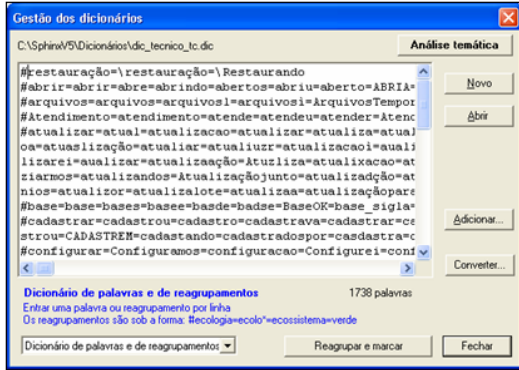 Gestão dos dicionários
C:\SphinxV5\Dicionários\dic_tecnico_tc.dic
Análise temática
#restauração=\restauração=\Restaurando
#abrir=abrir=abre=abrindo=abertos=abriu=aberto=ABRIA=
#arquivos=arquivos=arquivosl=arquivosi=ArquivosTempor
#Atendimento=atendimento=atende=atendeu=atender=Atenc
#atualizar=atual=atualizacao=atualizar=atualiza=atual
oa=atuaslização=atualiar=atualiuzr=atualizacaoi=auali
lizarei=aualizar=atualizaação=Atuzliza=atualixacao=at
ziarmos=atualizandos=Atualizaçãojunto=atualizadção=at
nios=atualizor=atualizalote=atualizaa=atualizaçãopare
#base=base=bases=basee=basde=badse=BaseOK=base_sigla=
#cadastrar=cadastrou=cadastro=cadastrava=cadastrar=ce
strou=CADASTREM=cadastando=cadastradospor=casdastra=c
#configurar=Configuramos=configuracao=Configurei=conf
Novo
Abrir
Adicionar...
Converter...
Dicionário de palavras e de reagrupamentos
1738 palavras
Entrar uma palavra ou reagrupamento por linha
Os reagrupamentos são sob a forma: #ecologia=ecolo*=ecossistema=verde
Dicionário de palavras e de reagrupamentos
Reagrupar e marcar
Fechar